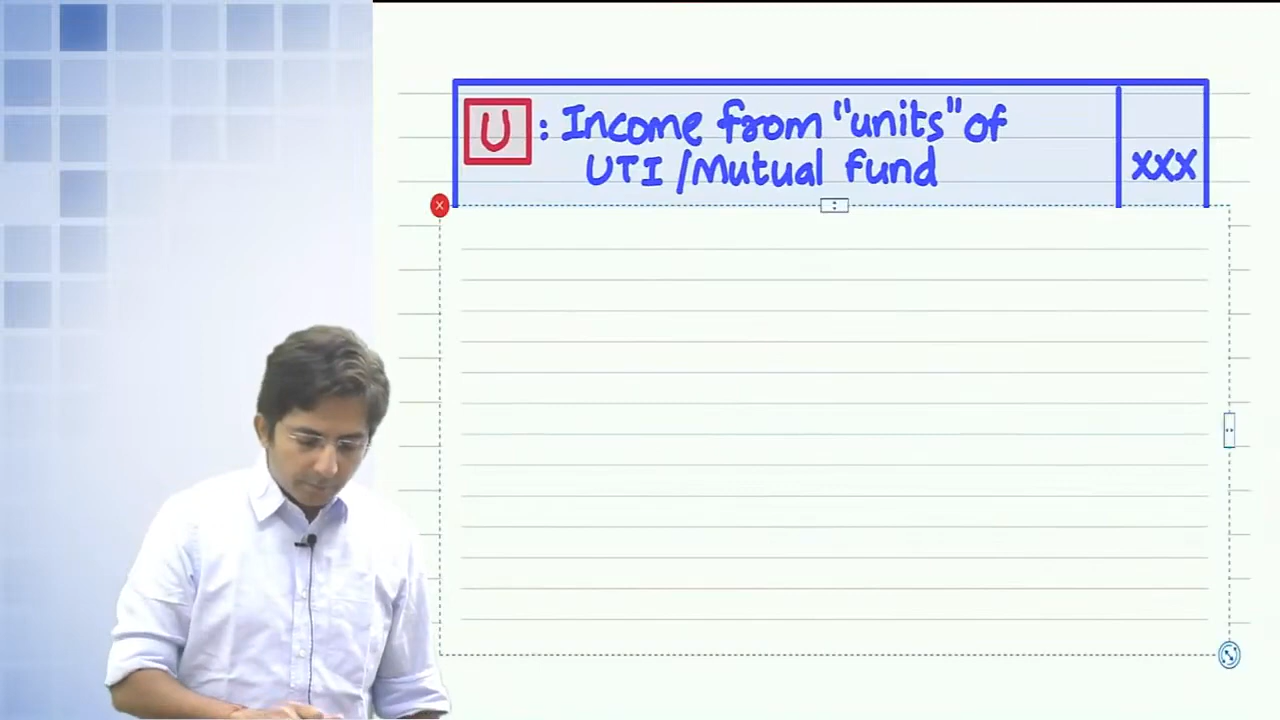 U : Income from "units" of
UTI / Mutual fund
XXX